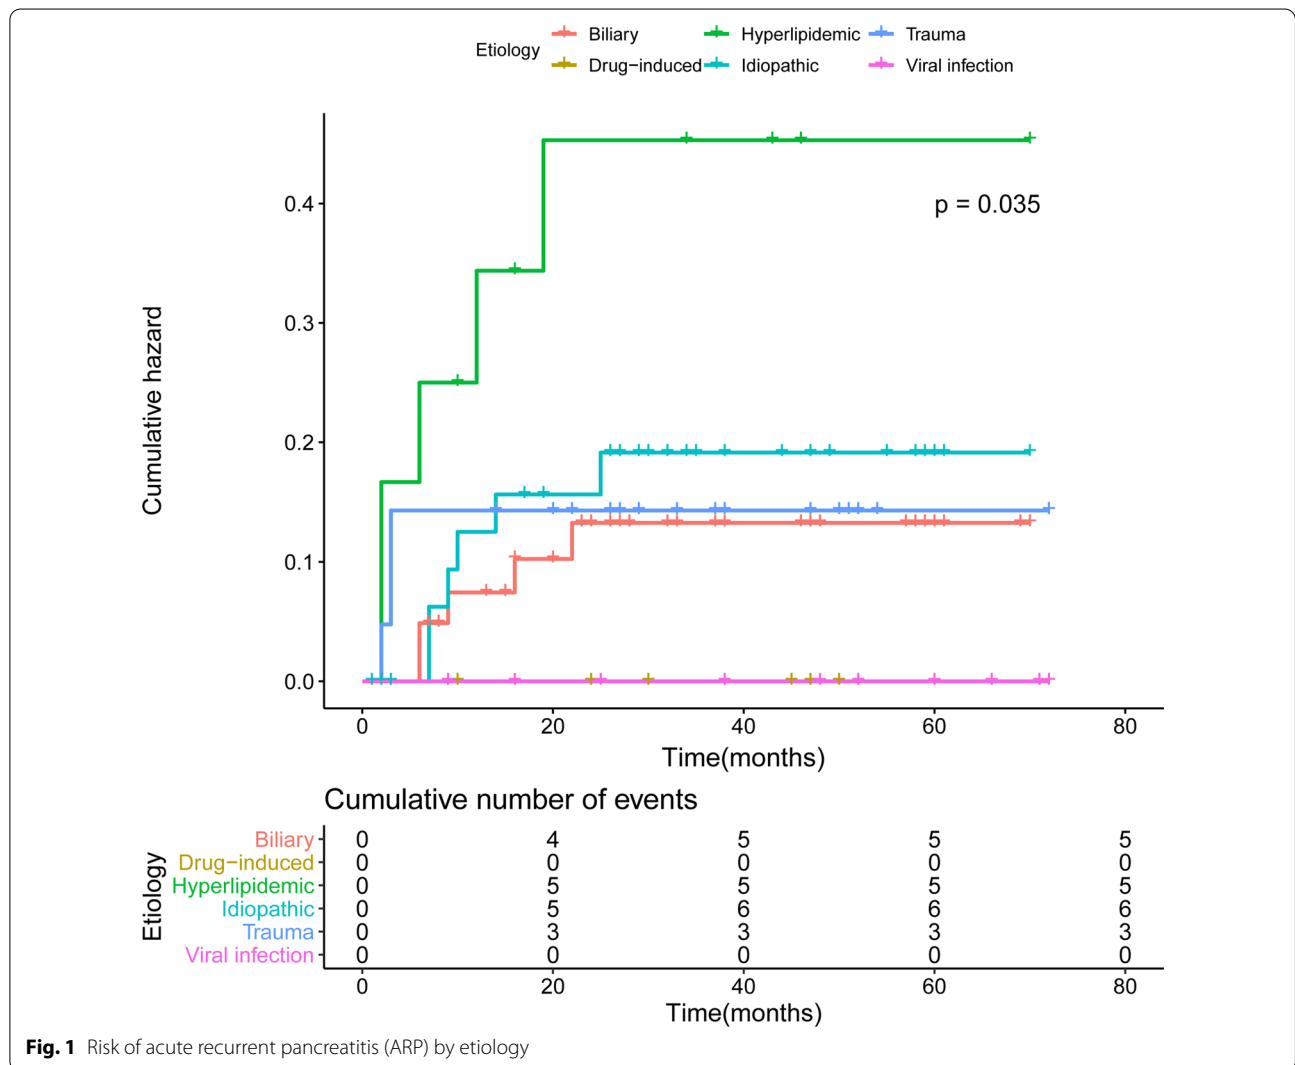 Etiology
Biliary Hyperlipidemic Trauma
Drug-induced Idiopathic Viral infection
0.4
p = 0.035
0.3
Cumulative hazard
0.2
0.1
0.0
0 20 40 60 80
Time(months)
Cumulative number of events
Etiology
Biliary 0 4 5 5 5
Drug-induced 0 0 0 0 0
Hyperlipidemic 0 5 5 5 5
Idiopathic 0 5 6 6 6
Trauma 0 3 3 3 3
Viral infection 0 0 0 0 0
0 20 40 60 80
Time(months)
Fig. 1 Risk of acute recurrent pancreatitis (ARP) by etiology